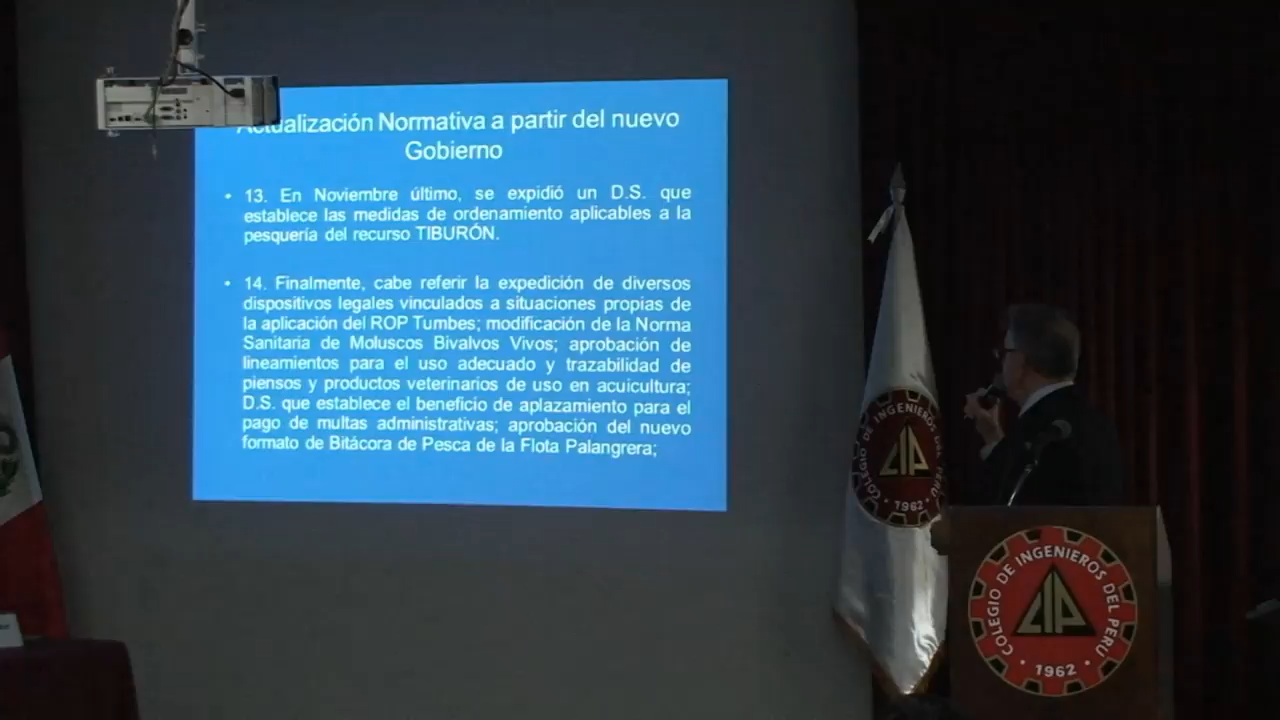 Actualización Normativa a partir del nuevo
Gobierno
• 13. En Noviembre último, se expidió un D.S. que
establece las medidas de ordenamiento aplicables a la
pesquería del recurso TIBURÓN.
• 14. Finalmente, cabe referir la expedición de diversos
dispositivos legales vinculados a situaciones propias de
la aplicación del ROP Tumbes; modificación de la Norma
Sanitaria de Moluscos Bivalvos Vivos; aprobación de
lineamientos para el uso adecuado y trazabilidad de
piensos y productos veterinarios de uso en acuicultura;
D.S. que establece el beneficio de aplazamiento para el
pago de multas administrativas; aprobación del nuevo
formato de Bitácora de Pesca de la Flota Palangrera;
COLEGIO DE INGENIEROS DEL PERU
CIP
• 1962 •
COLEGIO DE INGENIEROS DEL PERU
CIP
• 1962 •